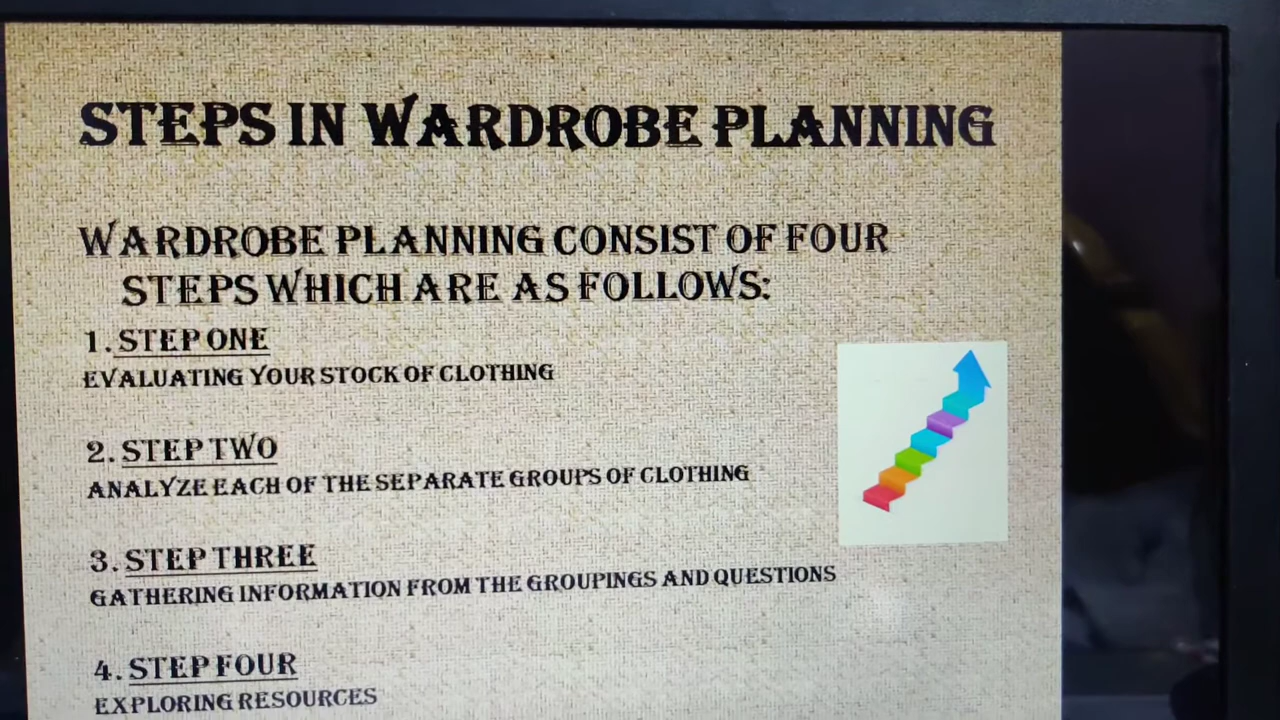 STEPS IN WARDROBE PLANNING
WARDROBE PLANNING CONSIST OF FOUR
STEPS WHICH ARE AS FOLLOWS:
1. STEP ONE
EVALUATING YOUR STOCK OF CLOTHING
2. STEP TWO
ANALYZE EACH OF THE SEPARATE GROUPS OF CLOTHING
3. STEP THREE
GATHERING INFORMATION FROM THE GROUPINGS AND QUESTIONS
4. STEP FOUR
EXPLORING RESOURCES